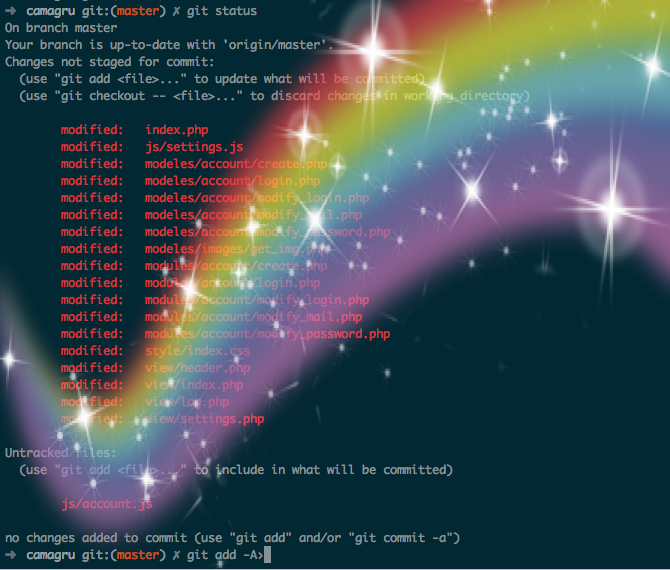 ➜ camagru git:(master) ✗ git status
On branch master
Your branch is up-to-date with 'origin/master'.
Changes not staged for commit:
(use "git add <file>..." to update what will be committed)
(use "git checkout -- <file>..." to discard changes in working directory)
modified: index.php
modified: js/settings.js
modified: modeles/account/create.php
modified: modeles/account/login.php
modified: modeles/account/modify_login.php
modified: modeles/account/modify_mail.php
modified: modeles/account/modify_password.php
modified: modeles/images/get_img.php
modified: modules/account/create.php
modified: modules/account/login.php
modified: modules/account/modify_login.php
modified: modules/account/modify_mail.php
modified: modules/account/modify_password.php
modified: style/index.css
modified: view/header.php
modified: view/index.php
modified: view/log.php
modified: view/settings.php
Untracked files:
(use "git add <file>..." to include in what will be committed)
js/account.js
no changes added to commit (use "git add" and/or "git commit -a")
➜ camagru git:(master) ✗ git add -A>